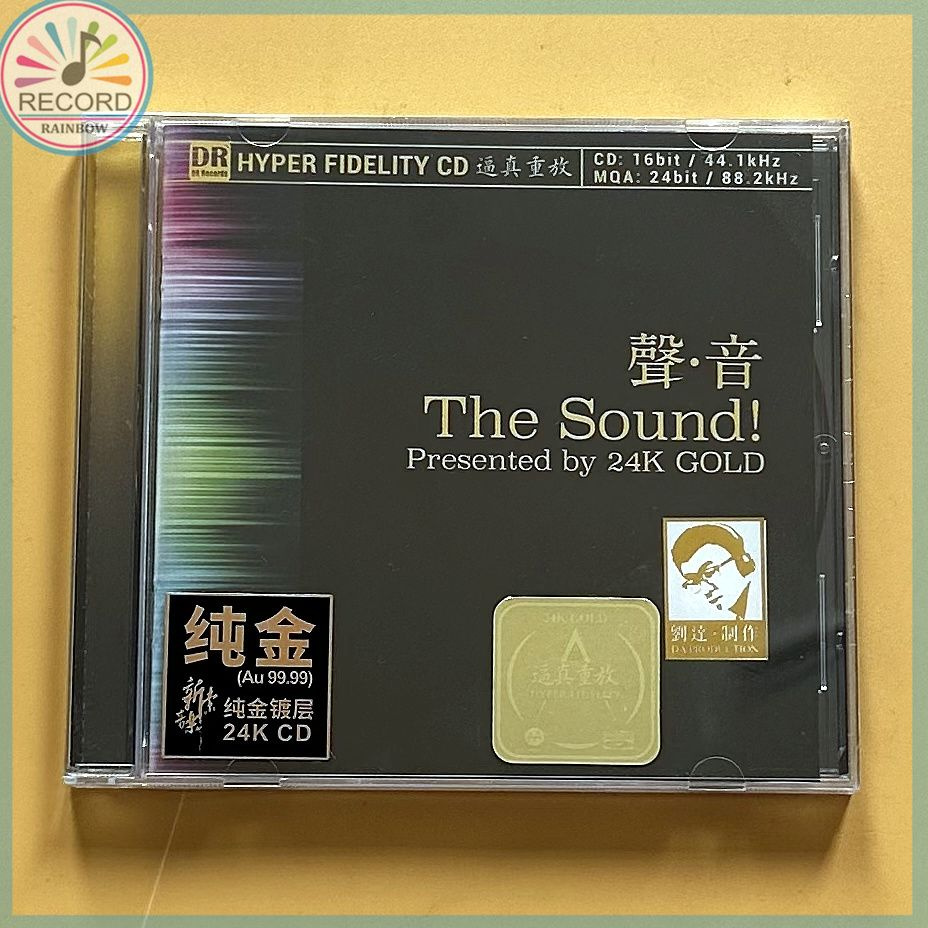 RECORD
RAINBOW
DR
DR Records
HYPER FIDELITY CD 逼真重放
CD: 16bit / 44.1kHz
MQA: 24bit / 88.2kHz
聲·音
The Sound!
Presented by 24K GOLD
劉達·制作
DA PRODUCTION
纯金
(Au 99.99)
纯金镀层
24K CD
24K GOLD
逼真重放